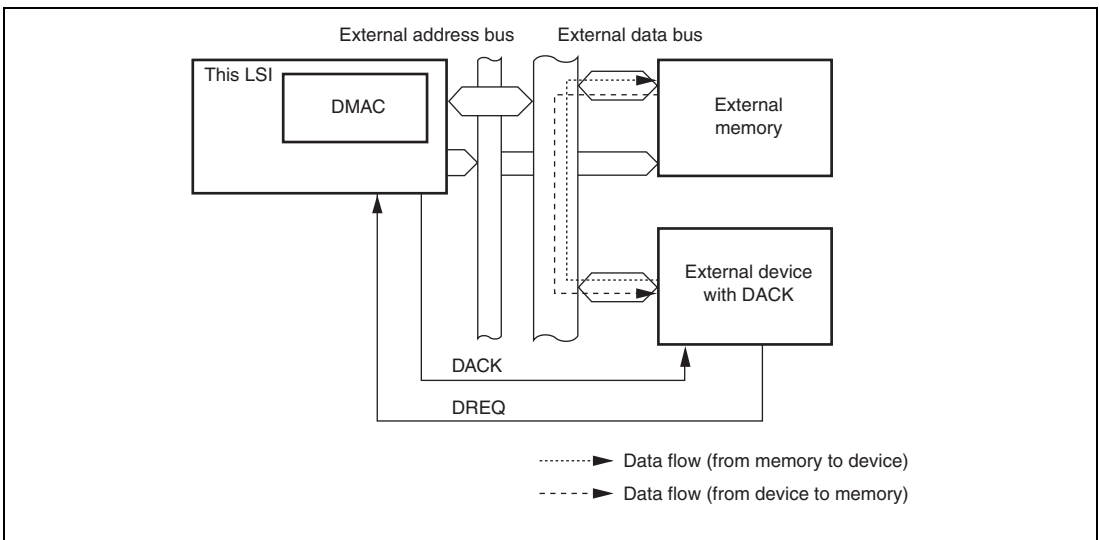 External address bus
External data bus
This LSI
DMAC
External
memory
External device
with DACK
DACK
DREQ
Data flow (from memory to device)
Data flow (from device to memory)